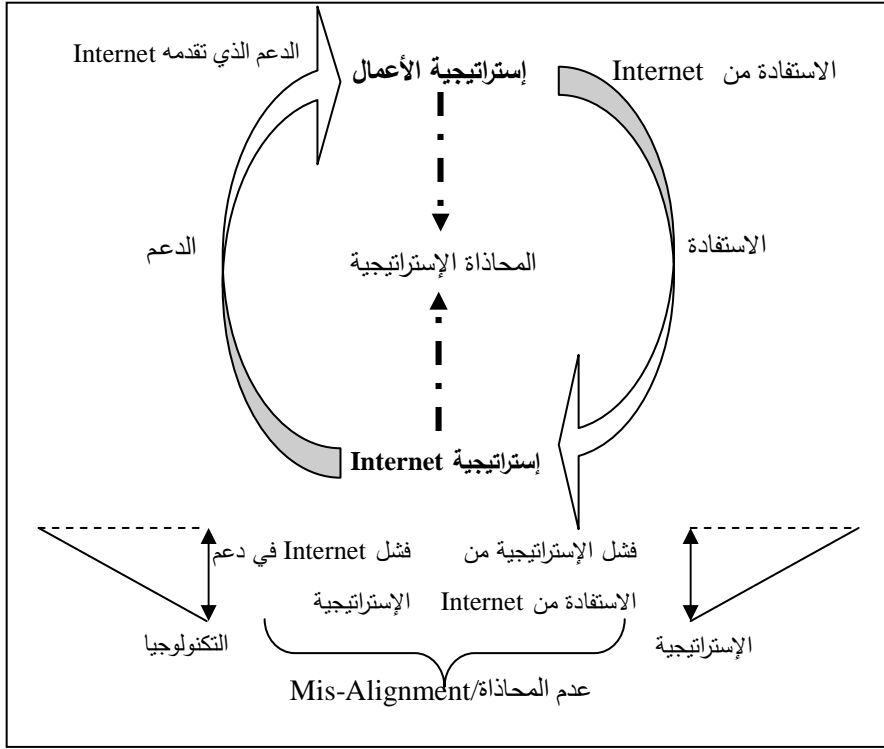 الدعم الذي تقدمه Internet
إستراتيجية الأعمال
الاستفادة من Internet
الدعم
المحاذاة الإستراتيجية
الاستفادة
إستراتيجية Internet
فشل الإستراتيجية من
الاستفادة من Internet
فشل Internet في دعم
الإستراتيجية
الإستراتيجية
التكنولوجيا
عدم المحاذاة/Mis-Alignment